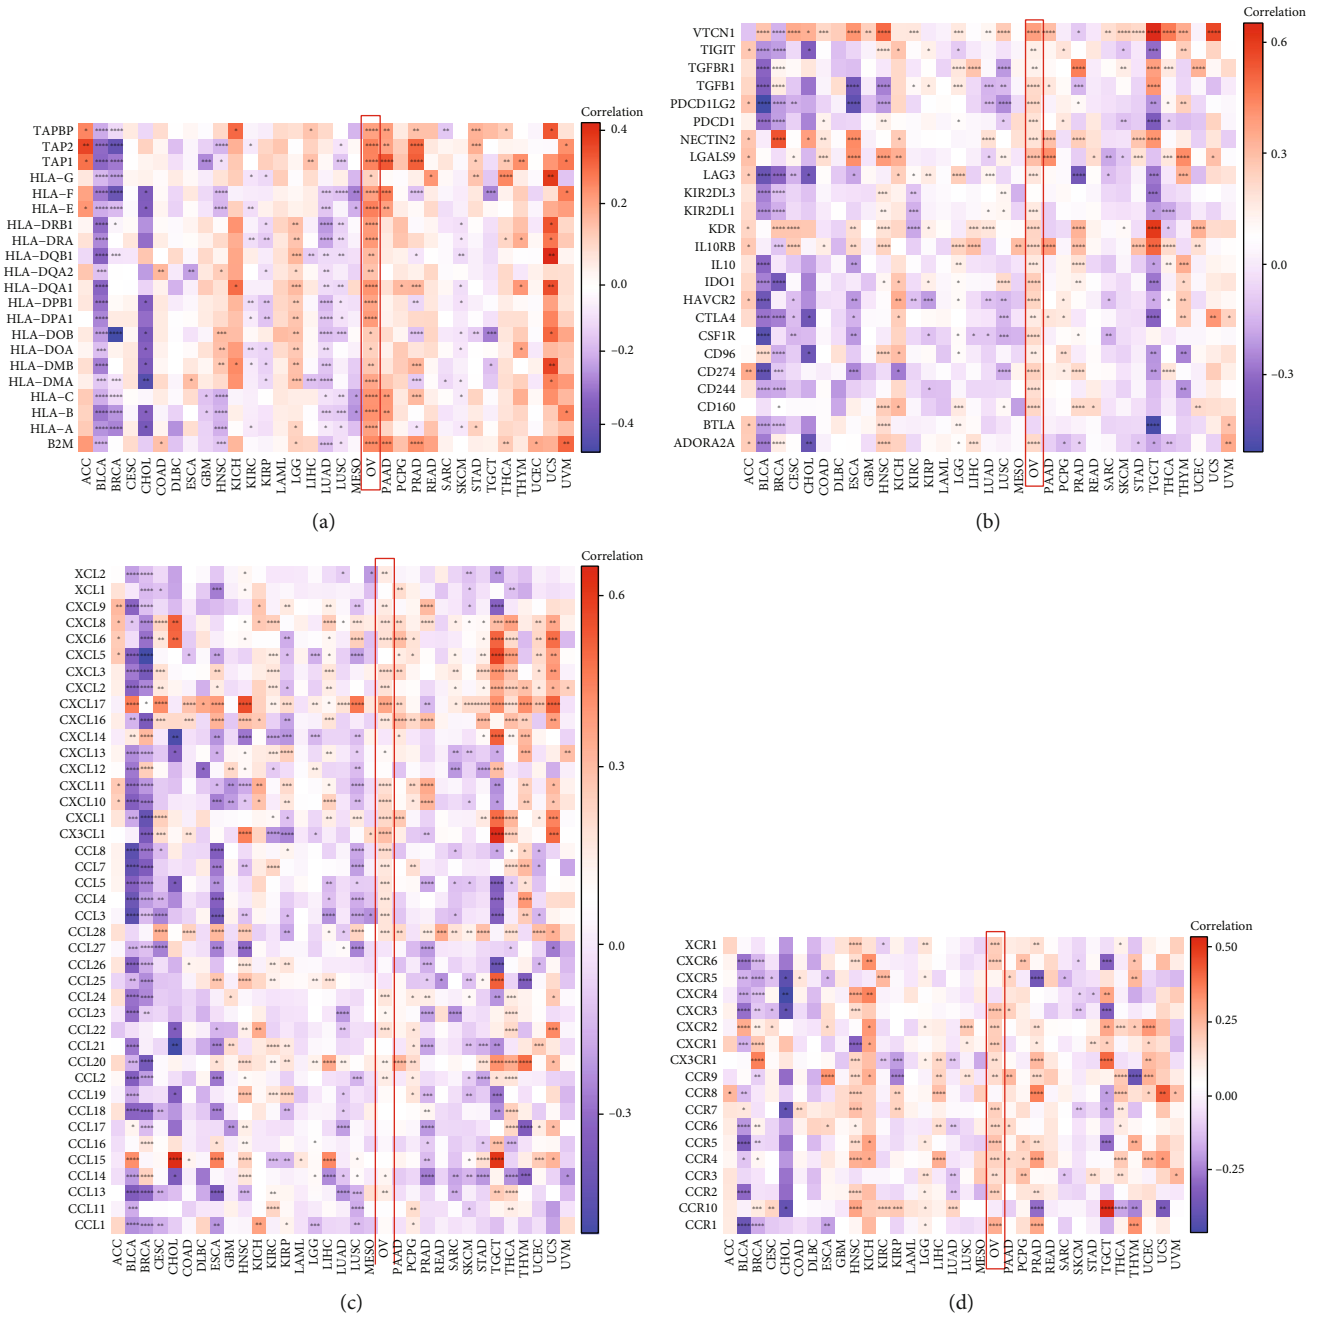 Correlation
TAPBP
TAP2
TAP1
HLA−G
HLA−F
HLA−E
HLA−DRB1
HLA−DRA
HLA−DQB1
HLA−DQA2
HLA−DQA1
HLA−DPB1
HLA−DPA1
HLA−DOB
HLA−DOA
HLA−DMB
HLA−DMA
HLA−C
HLA−B
HLA−A
B2M
0.4
0.2
0.0
−0.2
−0.4
ACC BLCA BRCA CESC CHOL COAD DLBC ESCA GBM HNSC KICH KIRC KIRP LAML LGG LIHC LUAD LUSC MESO OV PAAD PCPG PRAD READ SARC SKCM STAD TGCT THCA THYM UCEC UCS UVM
(a)
Correlation
VTCN1
TIGIT
TGFBR1
TGFB1
PDCD1LG2
PDCD1
NECTIN2
LGALS9
LAG3
KIR2DL3
KIR2DL1
KDR
IL10RB
IL10
IDO1
HAVCR2
CTLA4
CSF1R
CD96
CD274
CD244
CD160
BTLA
ADORA2A
0.6
0.3
0.0
−0.3
ACC BLCA BRCA CESC CHOL COAD DLBC ESCA GBM HNSC KICH KIRC KIRP LAML LGG LIHC LUAD LUSC MESO OV PAAD PCPG PRAD READ SARC SKCM STAD TGCT THCA THYM UCEC UCS UVM
(b)
Correlation
XCL2
XCL1
CXCL9
CXCL8
CXCL6
CXCL5
CXCL3
CXCL2
CXCL17
CXCL16
CXCL14
CXCL13
CXCL12
CXCL11
CXCL10
CXCL1
CX3CL1
CCL8
CCL7
CCL5
CCL4
CCL3
CCL28
CCL27
CCL26
CCL25
CCL24
CCL23
CCL22
CCL21
CCL20
CCL2
CCL19
CCL18
CCL17
CCL16
CCL15
CCL14
CCL13
CCL11
CCL1
0.6
0.3
0.0
−0.3
ACC BLCA BRCA CESC CHOL COAD DLBC ESCA GBM HNSC KICH KIRC KIRP LAML LGG LIHC LUAD LUSC MESO OV PAAD PCPG PRAD READ SARC SKCM STAD TGCT THCA THYM UCEC UCS UVM
(c)
Correlation
XCR1
CXCR6
CXCR5
CXCR4
CXCR3
CXCR2
CXCR1
CX3CR1
CCR9
CCR8
CCR7
CCR6
CCR5
CCR4
CCR3
CCR2
CCR10
CCR1
0.50
0.25
0.00
−0.25
ACC BLCA BRCA CESC CHOL COAD DLBC ESCA GBM HNSC KICH KIRC KIRP LAML LGG LIHC LUAD LUSC MESO OV PAAD PCPG PRAD READ SARC SKCM STAD TGCT THCA THYM UCEC UCS UVM
(d)